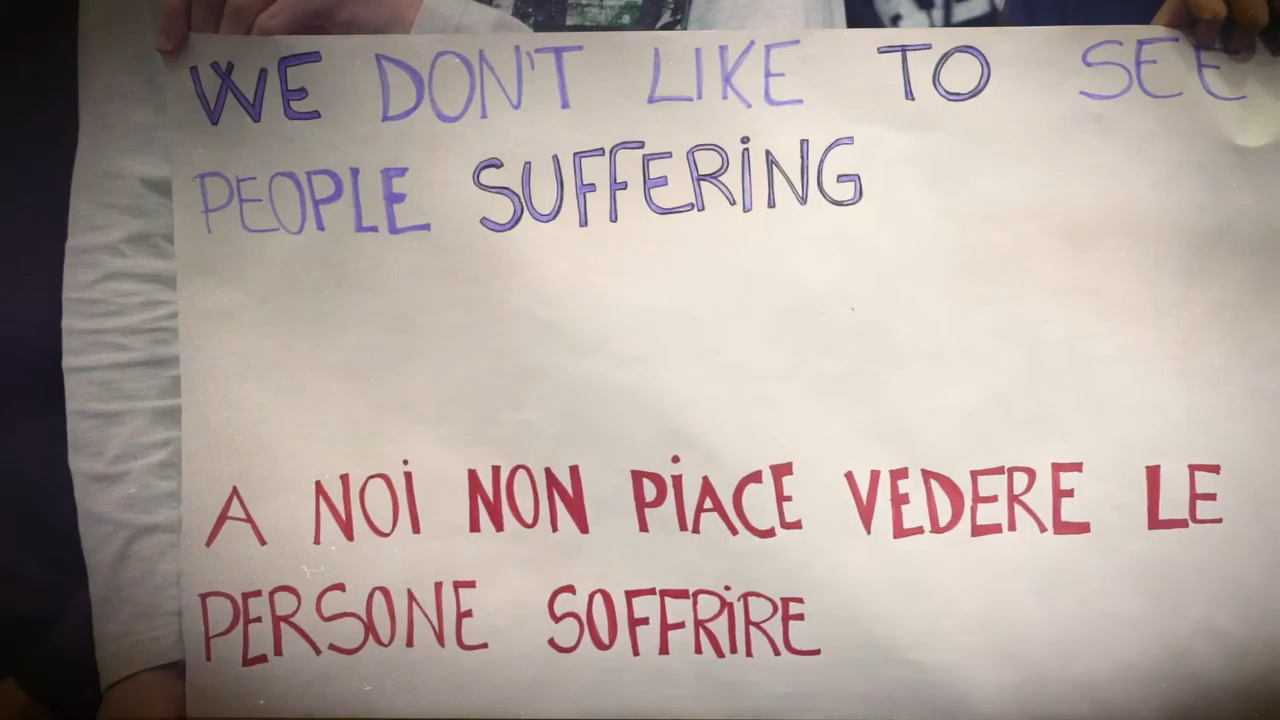 WE DON'T LIKE TO SEE
PEOPLE SUFFERING
A NOI NON PIACE VEDERE LE
PERSONE SOFFRIRE